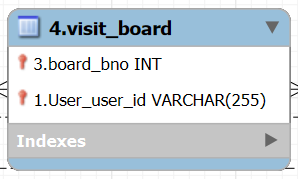 4.visit_board
3.board_bno INT
1.User_user_id VARCHAR(255)
Indexes